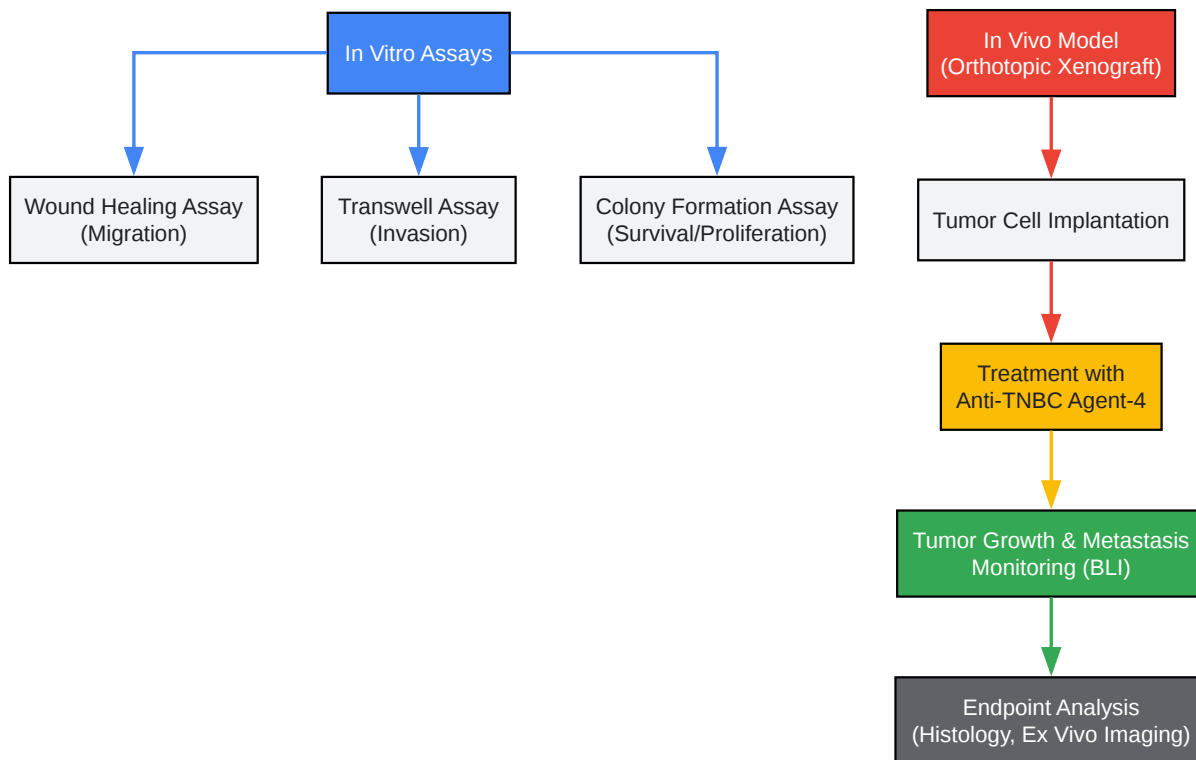 In Vitro Assays
In Vivo Model
(Orthotopic Xenograft)
Wound Healing Assay
(Migration)
Transwell Assay
(Invasion)
Colony Formation Assay
(Survival/Proliferation)
Tumor Cell Implantation
Treatment with
Anti-TNBC Agent-4
Tumor Growth & Metastasis
Monitoring (BLI)
Endpoint Analysis
(Histology, Ex Vivo Imaging)